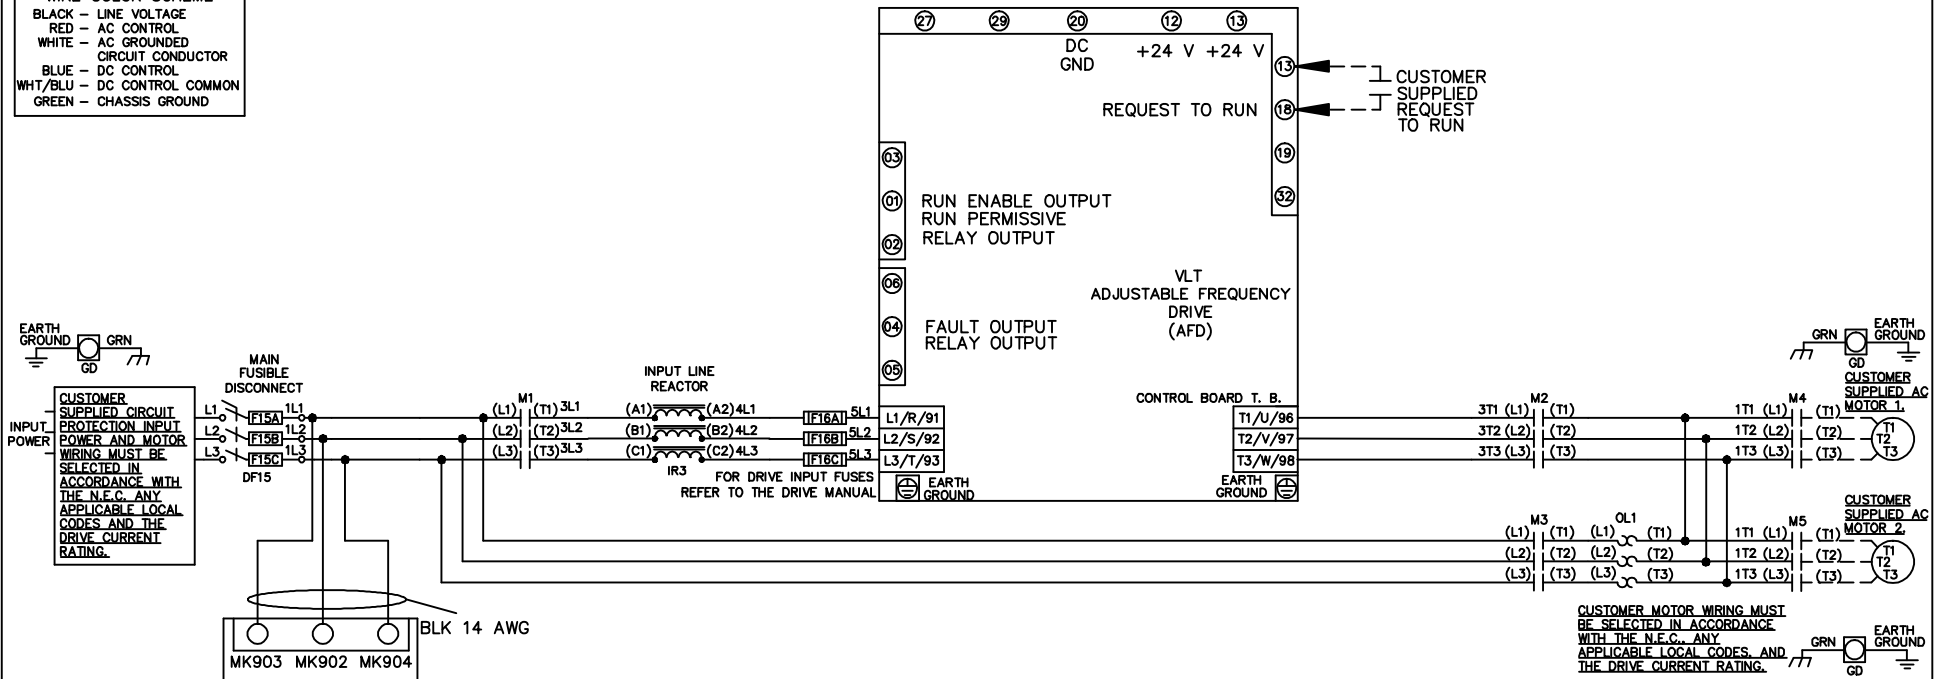 BLACK – LINE VOLTAGE
RED – AC CONTROL
WHITE – AC GROUNDED
CIRCUIT CONDUCTOR
BLUE – DC CONTROL
WHT/BLU – DC CONTROL COMMON
GREEN – CHASSIS GROUND
27 29 20 12 13
DC
GND
+24 V +24 V
13
REQUEST TO RUN 18
19
32
CUSTOMER
SUPPLIED
REQUEST
TO RUN
03
01
02
RUN ENABLE OUTPUT
RUN PERMISSIVE
RELAY OUTPUT
06
04
05
FAULT OUTPUT
RELAY OUTPUT
VLT
ADJUSTABLE FREQUENCY
DRIVE
(AFD)
EARTH
GROUND
GRN
GD
MAIN
FUSIBLE
DISCONNECT
INPUT
POWER
CUSTOMER
SUPPLIED CIRCUIT
PROTECTION INPUT
POWER AND MOTOR
WIRING MUST BE
SELECTED IN
ACCORDANCE WITH
THE N.E.C. ANY
APPLICABLE LOCAL
CODES AND THE
DRIVE CURRENT
RATING.
L1 F15A 1L1
L2 F15B 1L2
L3 F15C 1L3
DF15
M1
(L1) (T1) 3L1
(L2) (T2) 3L2
(L3) (T3) 3L3
INPUT LINE
REACTOR
(A1) (A2) 4L1
(B1) (B2) 4L2
(C1) (C2) 4L3
IR3
F16A 5L1
F16B 5L2
F16C 5L3
FOR DRIVE INPUT FUSES
REFER TO THE DRIVE MANUAL
L1/R/91
L2/S/92
L3/T/93
EARTH
GROUND
CONTROL BOARD T. B.
T1/U/96
T2/V/97
T3/W/98
EARTH
GROUND
M2
3T1 (L1) (T1)
3T2 (L2) (T2)
3T3 (L3) (T3)
M4
1T1 (L1) (T1)
1T2 (L2) (T2)
1T3 (L3) (T3)
GRN
GD
EARTH
GROUND
CUSTOMER
SUPPLIED AC
MOTOR 1.
T1
T2
T3
M3
(L1) (T1)
(L2) (T2)
(L3) (T3)
OL1
(L1) (T1)
(L2) (T2)
(L3) (T3)
M5
1T1 (L1) (T1)
1T2 (L2) (T2)
1T3 (L3) (T3)
CUSTOMER
SUPPLIED AC
MOTOR 2.
T1
T2
T3
BLK 14 AWG
MK903 MK902 MK904
CUSTOMER MOTOR WIRING MUST
BE SELECTED IN ACCORDANCE
WITH THE N.E.C., ANY
APPLICABLE LOCAL CODES, AND
THE DRIVE CURRENT RATING.
GRN
GD
EARTH
GROUND